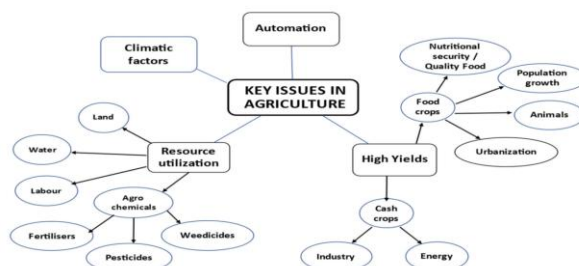 Automation
Climatic
factors
KEY ISSUES IN
AGRICULTURE
Nutritional
security /
Quality Food
Population
growth
Food
crops
Animals
Urbanization
Land
Water
Resource
utilization
Labour
High Yields
Agro
chemicals
Fertilisers
Weedicides
Pesticides
Cash
crops
Industry
Energy